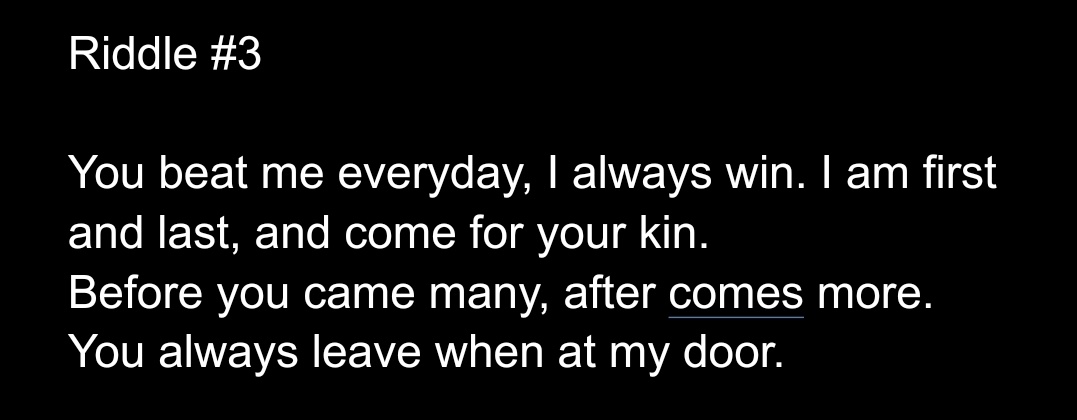 Riddle #3
You beat me everyday, I always win. I am first
and last, and come for your kin.
Before you came many, after comes more.
You always leave when at my door.